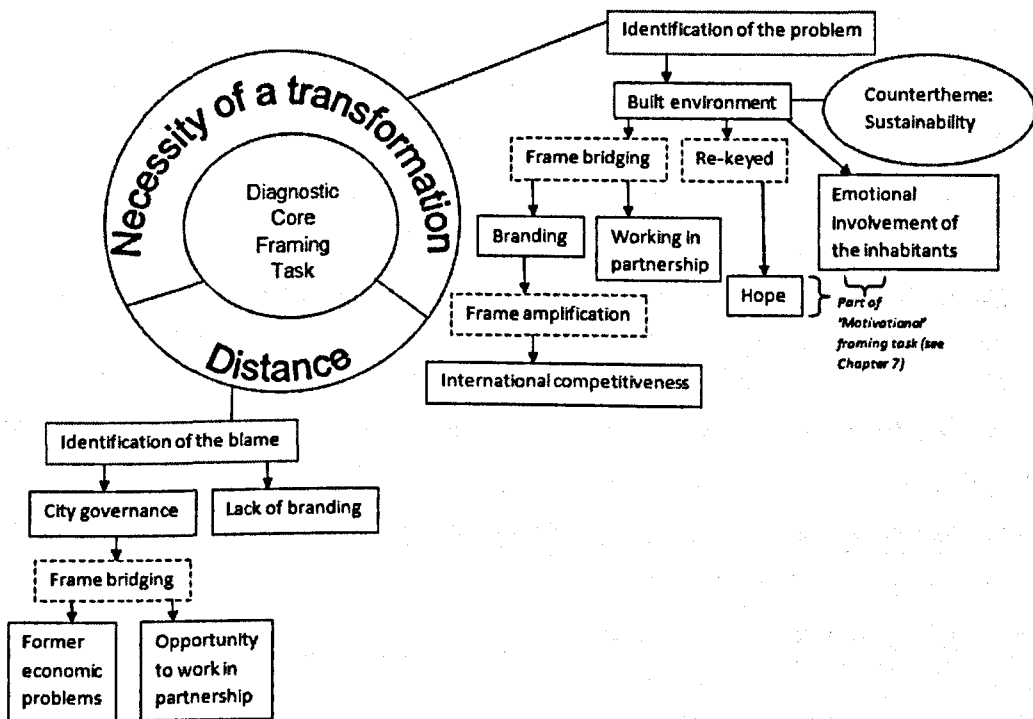 Necessity of a transformation
Distance
Diagnostic
Core
Framing
Task
Identification of the problem
Built environment
Countertheme:
Sustainability
Frame bridging
Re-keyed
Emotional
involvement of
the inhabitants
Branding
Working in
partnership
Hope
Part of
'Motivational'
framing task (see
Chapter 7)
Frame amplification
International competitiveness
Identification of the blame
City governance
Lack of branding
Frame bridging
Former
economic
problems
Opportunity
to work in
partnership